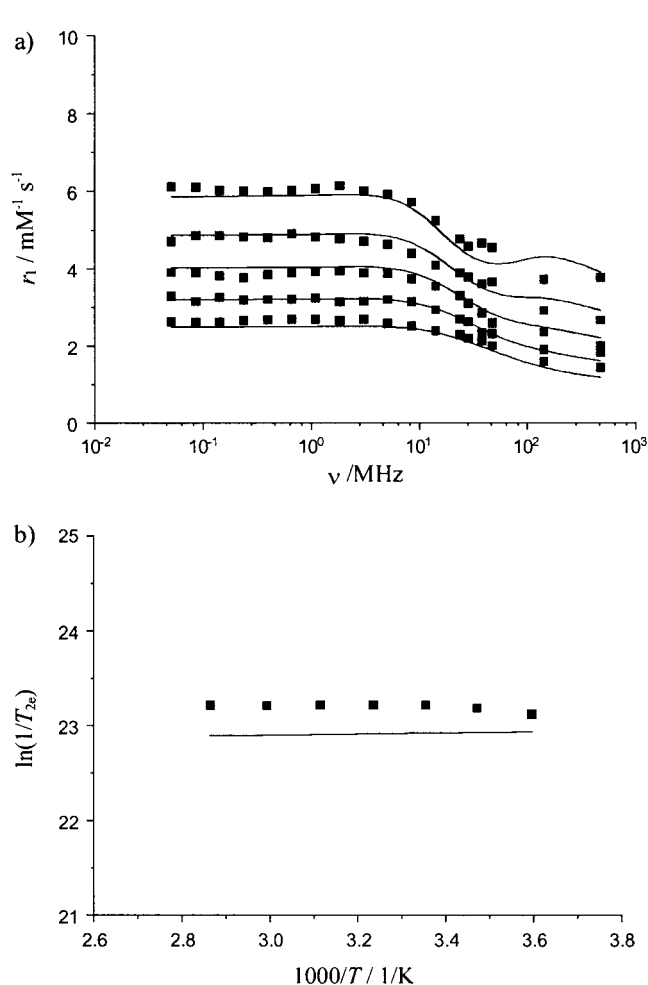 a)
10
8
6
4
2
0
r₁ / mM⁻¹ s⁻¹
10⁻² 10⁻¹ 10⁰ 10¹ 10² 10³
ν /MHz
b)
25
24
23
22
21
ln(1/T₂ₑ)
2.6 2.8 3.0 3.2 3.4 3.6 3.8
1000/T / 1/K